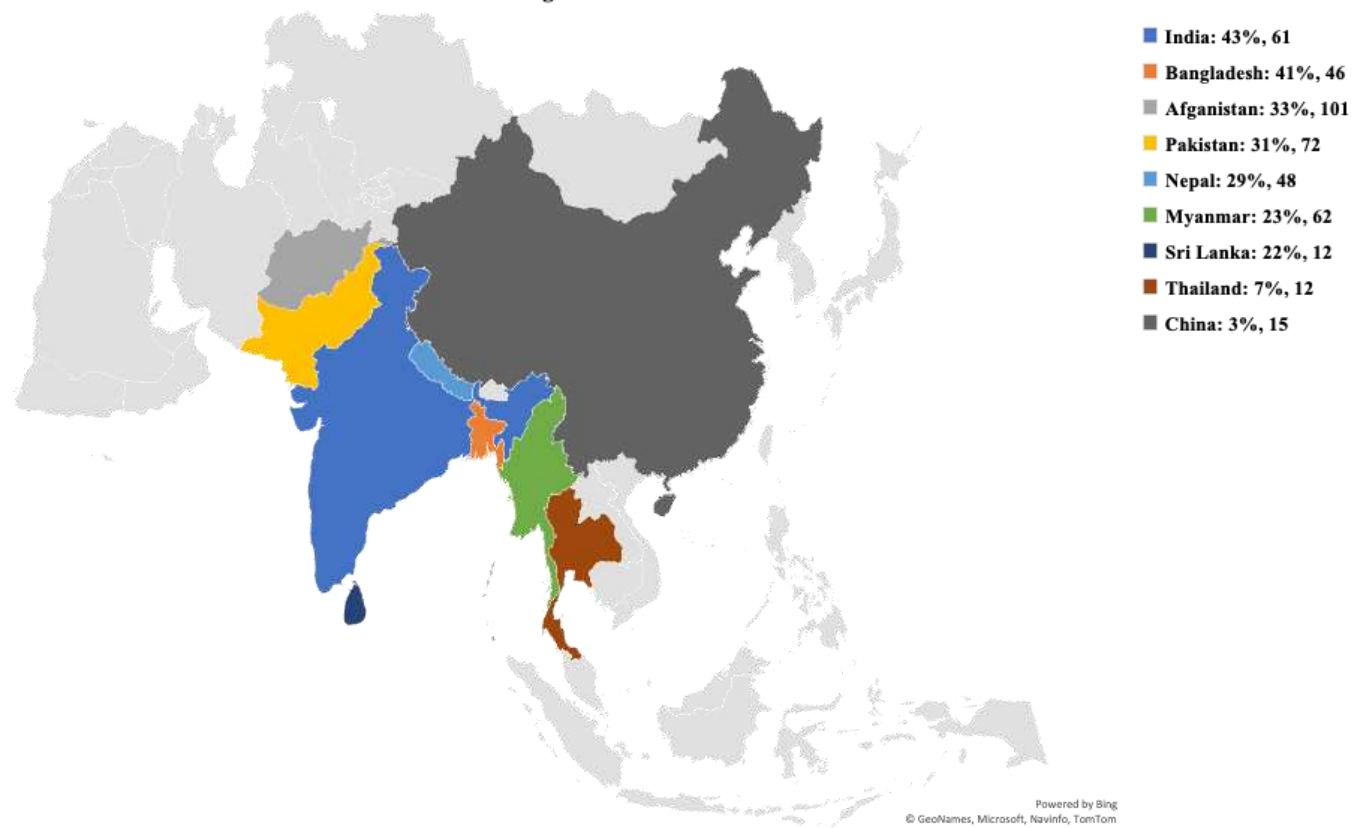 India: 43%, 61
Bangladesh: 41%, 46
Afganistan: 33%, 101
Pakistan: 31%, 72
Nepal: 29%, 48
Myanmar: 23%, 62
Sri Lanka: 22%, 12
Thailand: 7%, 12
China: 3%, 15
Powered by Bing
© GeoNames, Microsoft, Navinfo, TomTom